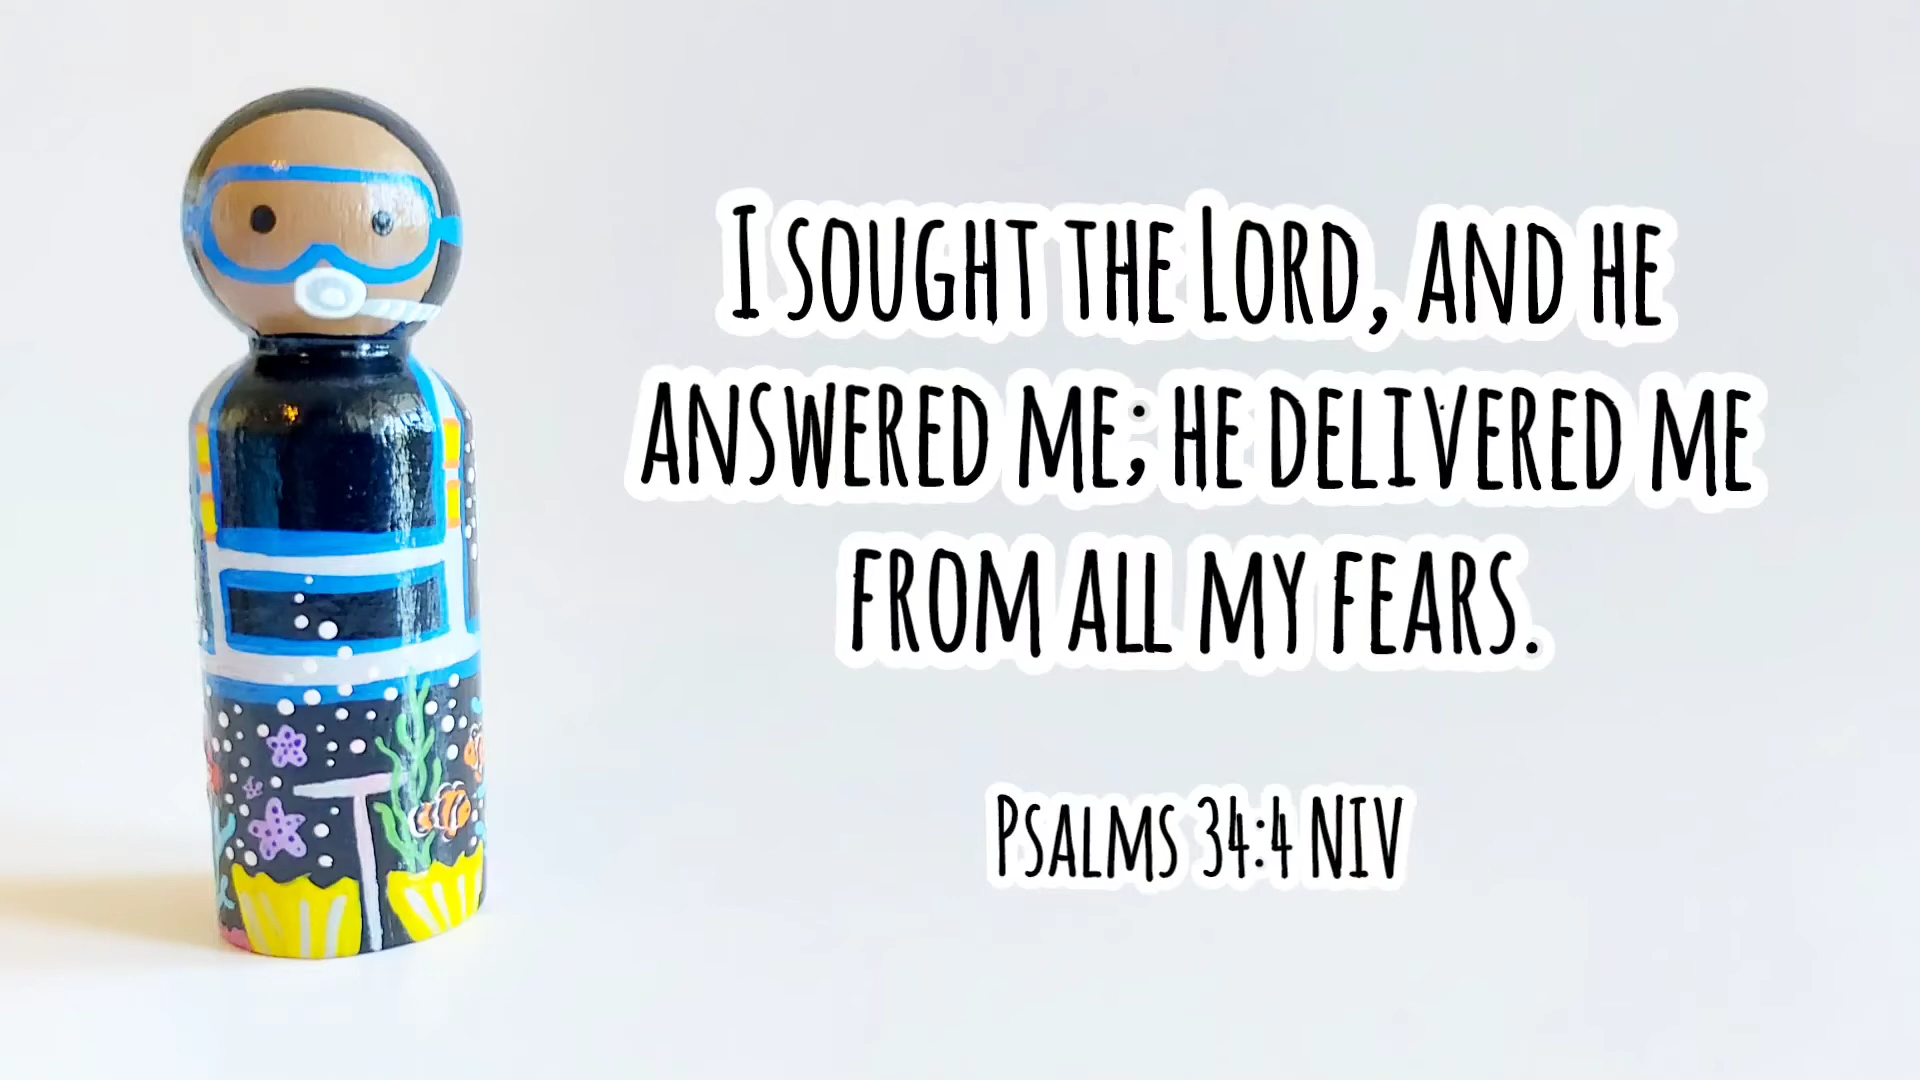 I sought the Lord, and he
answered me; he delivered me
from all my fears.
Psalms 34:4 NIV